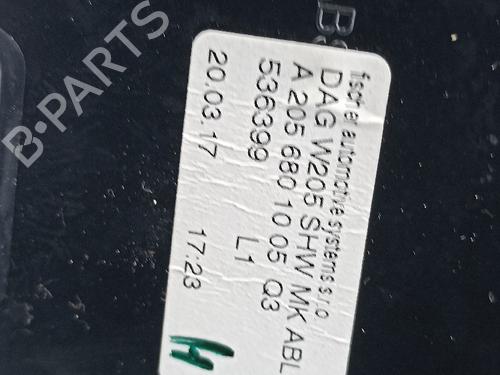 fischer automotive systems s.r.o
DAG W205 SHW MK ABL
A 205 680 10 05 Q3
536399 L1
20.03.17 17:23
H
B-PARTS